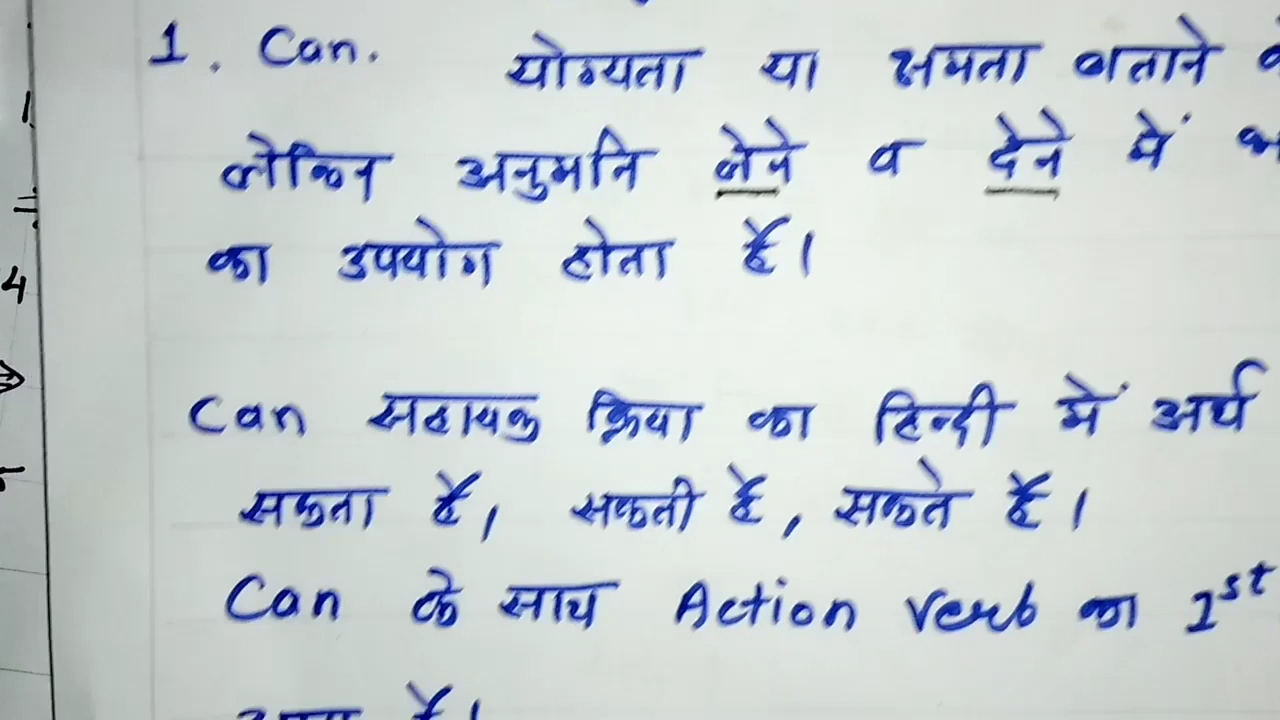 1. Can. योग्यता या क्षमता बताने
लेकिन अनुमति लेने व देने में
का उपयोग होता है।
Can सहायक क्रिया का हिन्दी में अर्थ
सकता है, सकती है, सकते हैं।
Can के साथ Action Verb का 1st